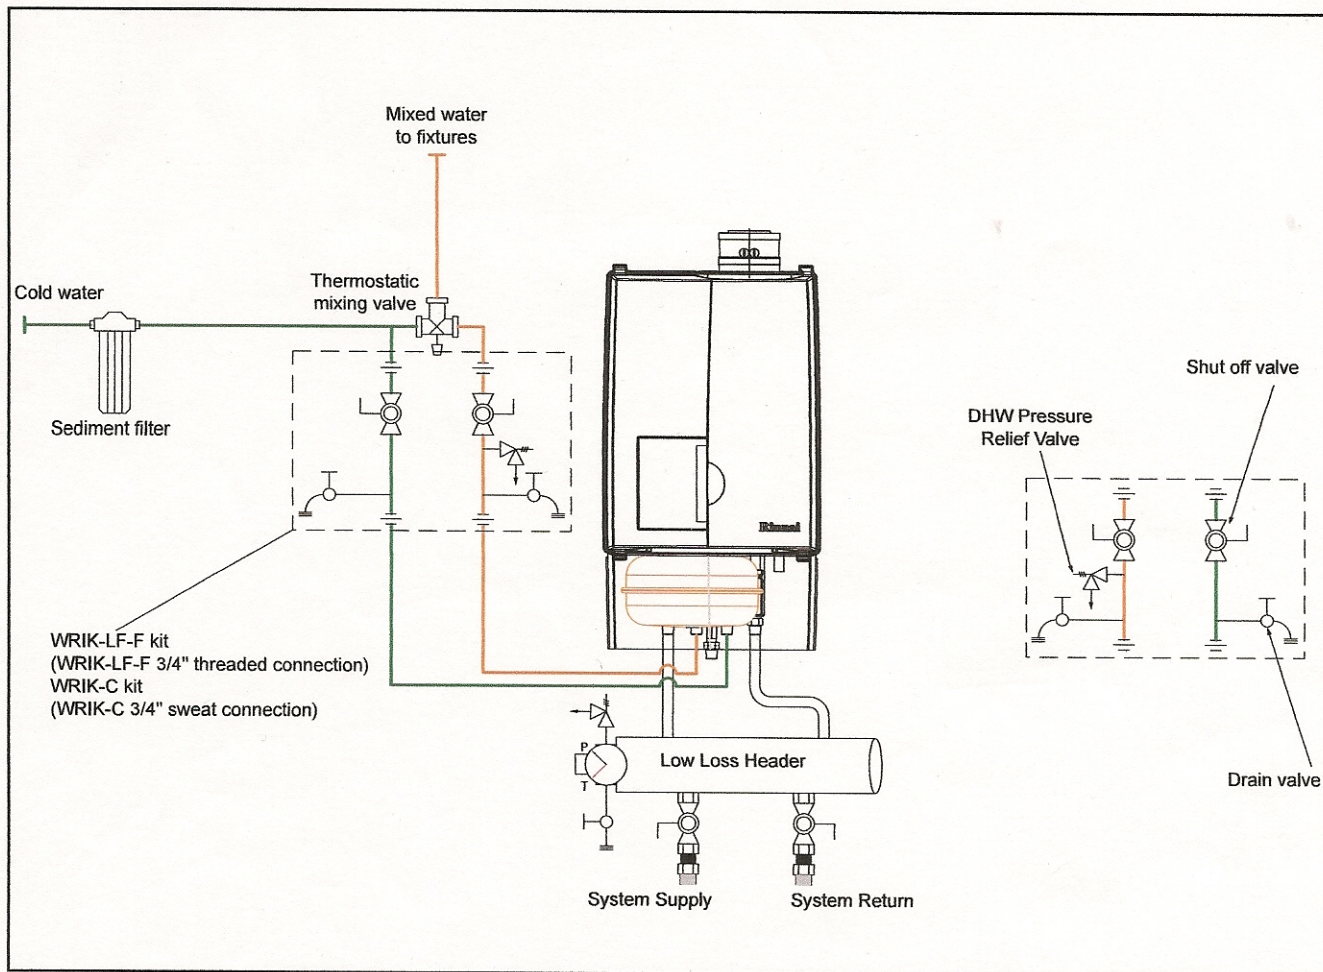 Mixed water
to fixtures
Thermostatic
mixing valve
Cold water
Sediment filter
Shut off valve
DHW Pressure
Relief Valve
Rinnai
WRIK-LF-F kit
(WRIK-LF-F 3/4" threaded connection)
WRIK-C kit
(WRIK-C 3/4" sweat connection)
P
T
Low Loss Header
Drain valve
System Supply
System Return